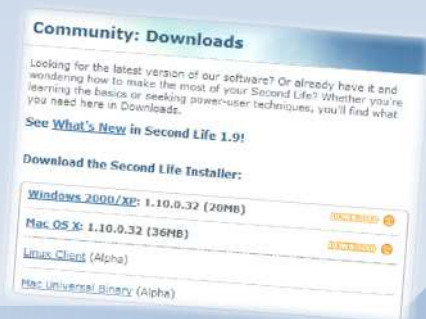 Community: Downloads
Looking for the latest version of our software? Or already have it and
wondering how to make the most of your Second Life? Whether you're
learning the basics or seeking power-user techniques, you'll find what
you need here in Downloads.
See What's New in Second Life 1.9!
Download the Second Life Installer:
Windows 2000/XP: 1.10.0.32 (20MB) DOWNLOAD
Mac OS X: 1.10.0.32 (36MB) DOWNLOAD
Linux Client (Alpha)
Mac Universal Binary (Alpha)